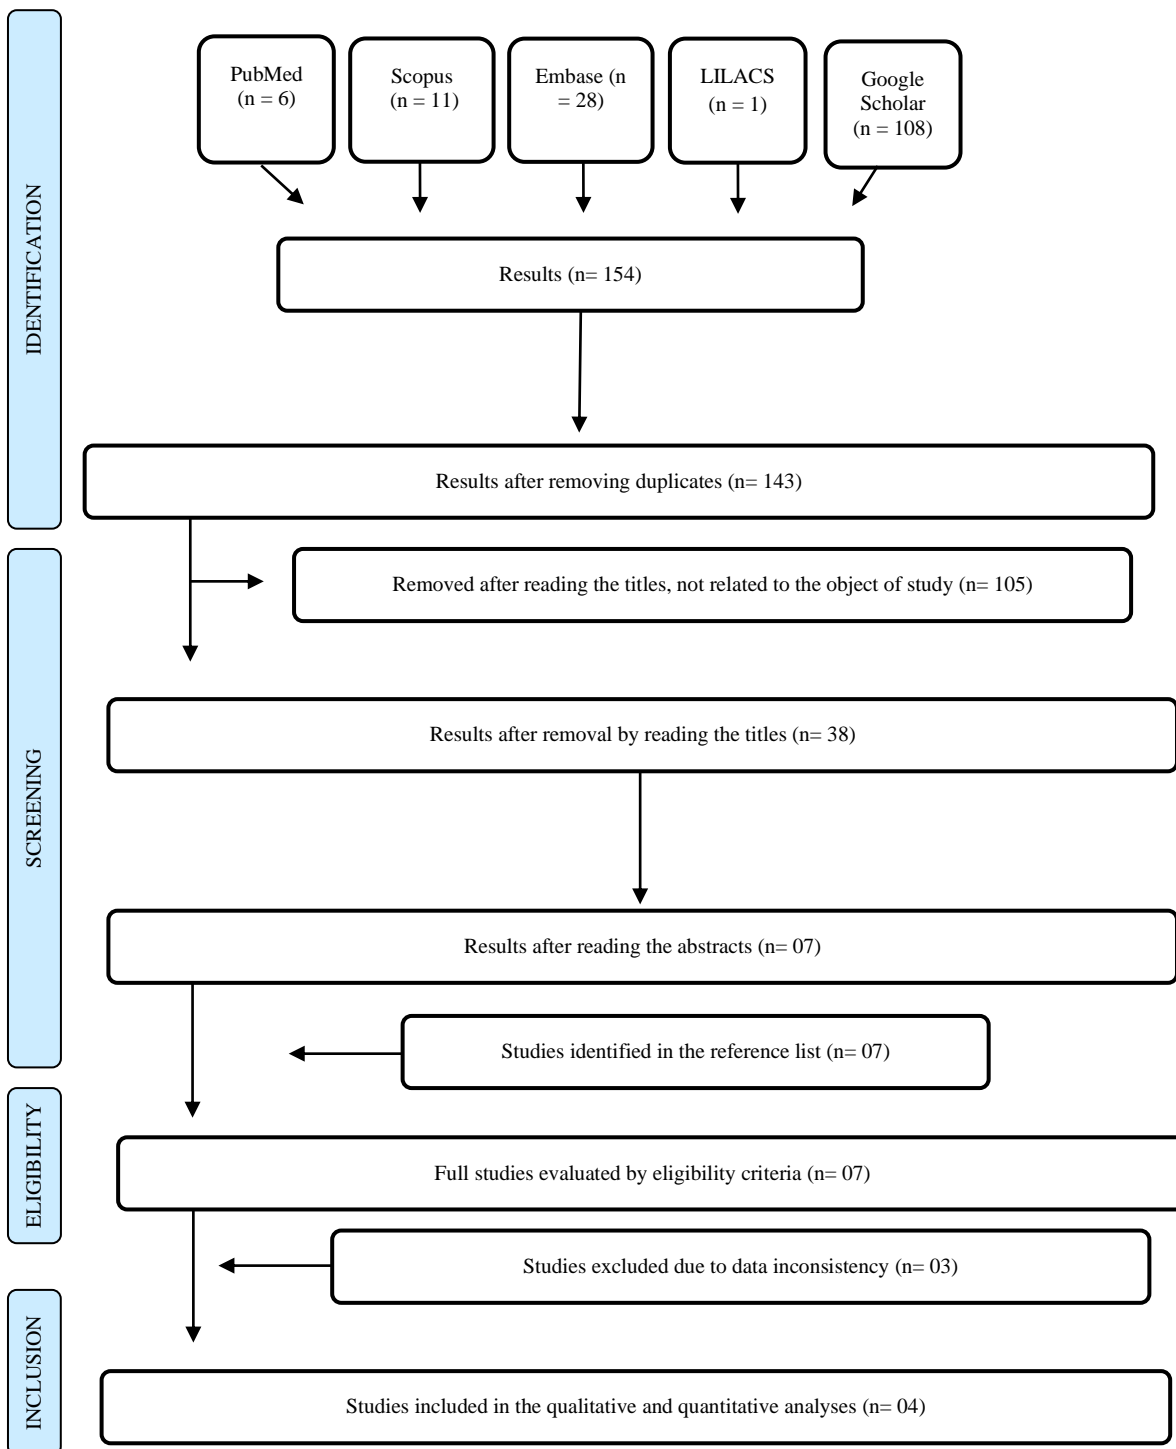 IDENTIFICATION
PubMed
(n = 6)
Scopus
(n = 11)
Embase (n
= 28)
LILACS
(n = 1)
Google
Scholar
(n = 108)
Results (n= 154)
Results after removing duplicates (n= 143)
SCREENING
Removed after reading the titles, not related to the object of study (n= 105)
Results after removal by reading the titles (n= 38)
Results after reading the abstracts (n= 07)
Studies identified in the reference list (n= 07)
ELIGIBILITY
Full studies evaluated by eligibility criteria (n= 07)
Studies excluded due to data inconsistency (n= 03)
INCLUSION
Studies included in the qualitative and quantitative analyses (n= 04)